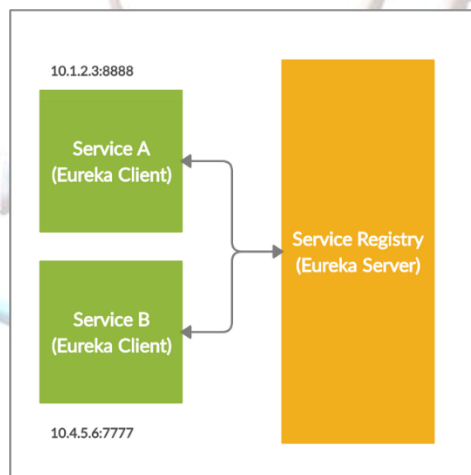 10.1.2.3:8888
Service A
(Eureka Client)
Service Registry
(Eureka Server)
Service B
(Eureka Client)
10.4.5.6:7777